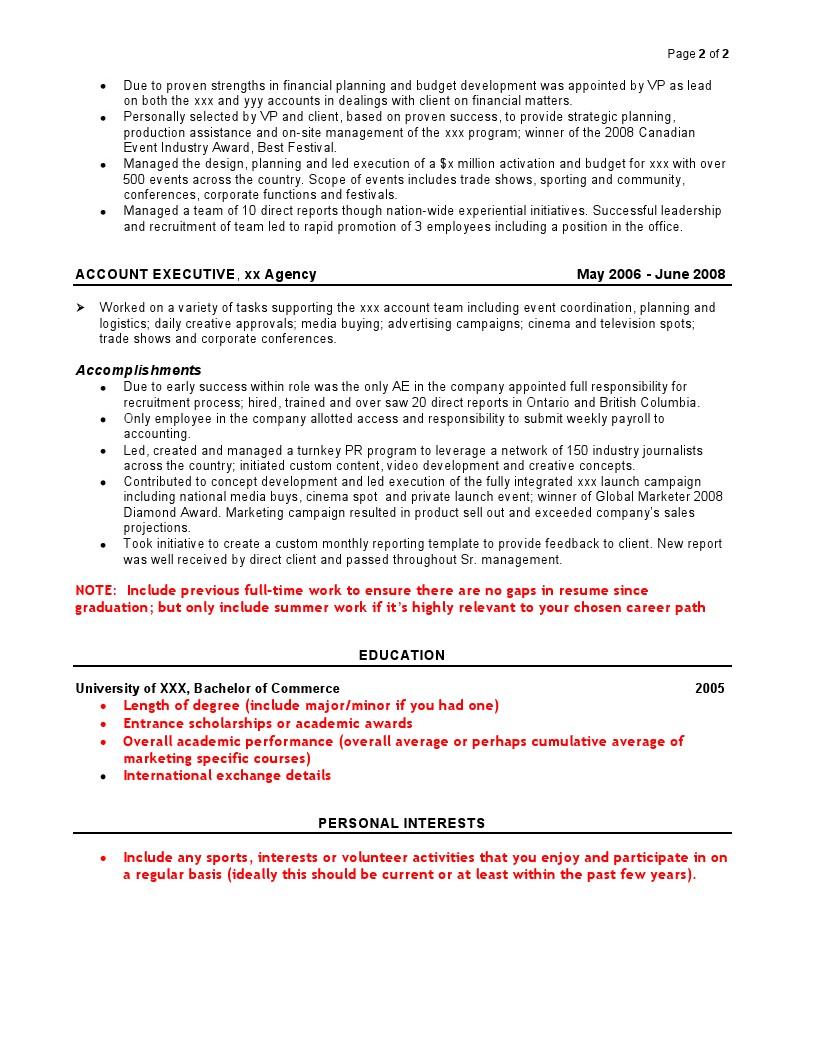 Page 2 of 2
• Due to proven strengths in financial planning and budget development was appointed by VP as lead
on both the xxx and yyy accounts in dealings with client on financial matters.
• Personally selected by VP and client, based on proven success, to provide strategic planning,
production assistance and on-site management of the xxx program; winner of the 2008 Canadian
Event Industry Award, Best Festival.
• Managed the design, planning and led execution of a $x million activation and budget for xxx with over
500 events across the country. Scope of events includes trade shows, sporting and community,
conferences, corporate functions and festivals.
• Managed a team of 10 direct reports though nation-wide experiential initiatives. Successful leadership
and recruitment of team led to rapid promotion of 3 employees including a position in the office.
ACCOUNT EXECUTIVE, xx Agency May 2006 - June 2008
➢ Worked on a variety of tasks supporting the xxx account team including event coordination, planning and
logistics; daily creative approvals; media buying; advertising campaigns; cinema and television spots;
trade shows and corporate conferences.
Accomplishments
• Due to early success within role was the only AE in the company appointed full responsibility for
recruitment process; hired, trained and over saw 20 direct reports in Ontario and British Columbia.
• Only employee in the company allotted access and responsibility to submit weekly payroll to
accounting.
• Led, created and managed a turnkey PR program to leverage a network of 150 industry journalists
across the country; initiated custom content, video development and creative concepts.
• Contributed to concept development and led execution of the fully integrated xxx launch campaign
including national media buys, cinema spot and private launch event; winner of Global Marketer 2008
Diamond Award. Marketing campaign resulted in product sell out and exceeded company's sales
projections.
• Took initiative to create a custom monthly reporting template to provide feedback to client. New report
was well received by direct client and passed throughout Sr. management.
NOTE: Include previous full-time work to ensure there are no gaps in resume since
graduation; but only include summer work if it's highly relevant to your chosen career path
EDUCATION
University of XXX, Bachelor of Commerce 2005
• Length of degree (include major/minor if you had one)
• Entrance scholarships or academic awards
• Overall academic performance (overall average or perhaps cumulative average of
marketing specific courses)
• International exchange details
PERSONAL INTERESTS
• Include any sports, interests or volunteer activities that you enjoy and participate in on
a regular basis (ideally this should be current or at least within the past few years).